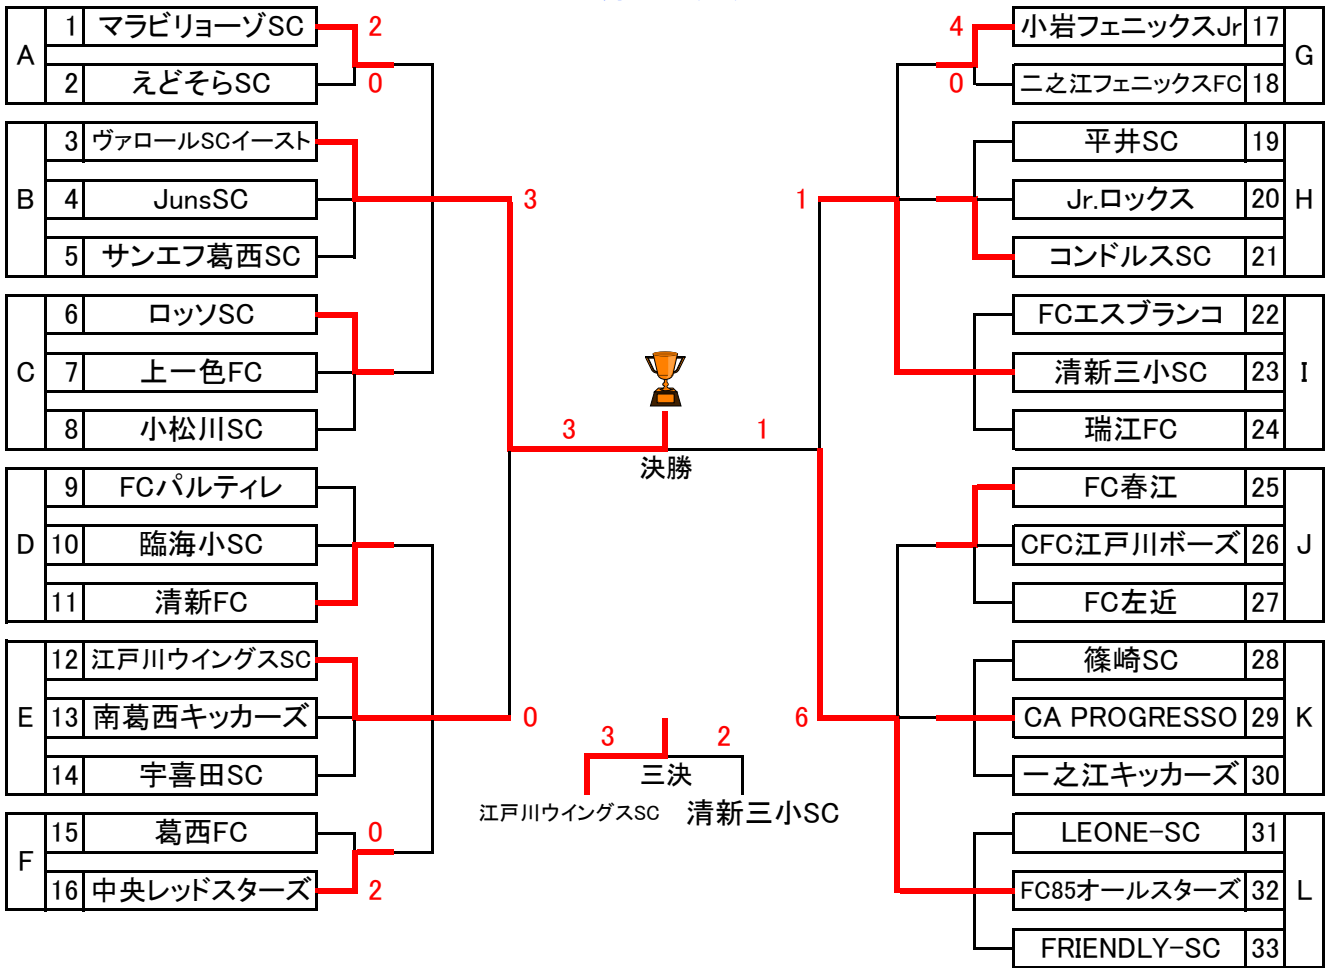 A
1 マラビリョーゾSC 2
2 えどそらSC 0
B
3 ヴァロールSCイースト
4 JunsSC 3
5 サンエフ葛西SC
C
6 ロッソSC
7 上一色FC
8 小松川SC
D
9 FCパルティレ
10 臨海小SC
11 清新FC
E
12 江戸川ウイングスSC
13 南葛西キッカーズ 0
14 宇喜田SC
F
15 葛西FC 0
16 中央レッドスターズ 2
3 1
決勝
3 2
三決
江戸川ウイングスSC 清新三小SC
4 小岩フェニックスJr 17
0 二之江フェニックスFC 18
G
平井SC 19
1 Jr.ロックス 20
コンドルスSC 21
H
FCエスブランコ 22
清新三小SC 23
瑞江FC 24
I
FC春江 25
CFC江戸川ボーズ 26
FC左近 27
J
篠崎SC 28
6 CA PROGRESSO 29
一之江キッカーズ 30
K
LEONE-SC 31
FC85オールスターズ 32
FRIENDLY-SC 33
L